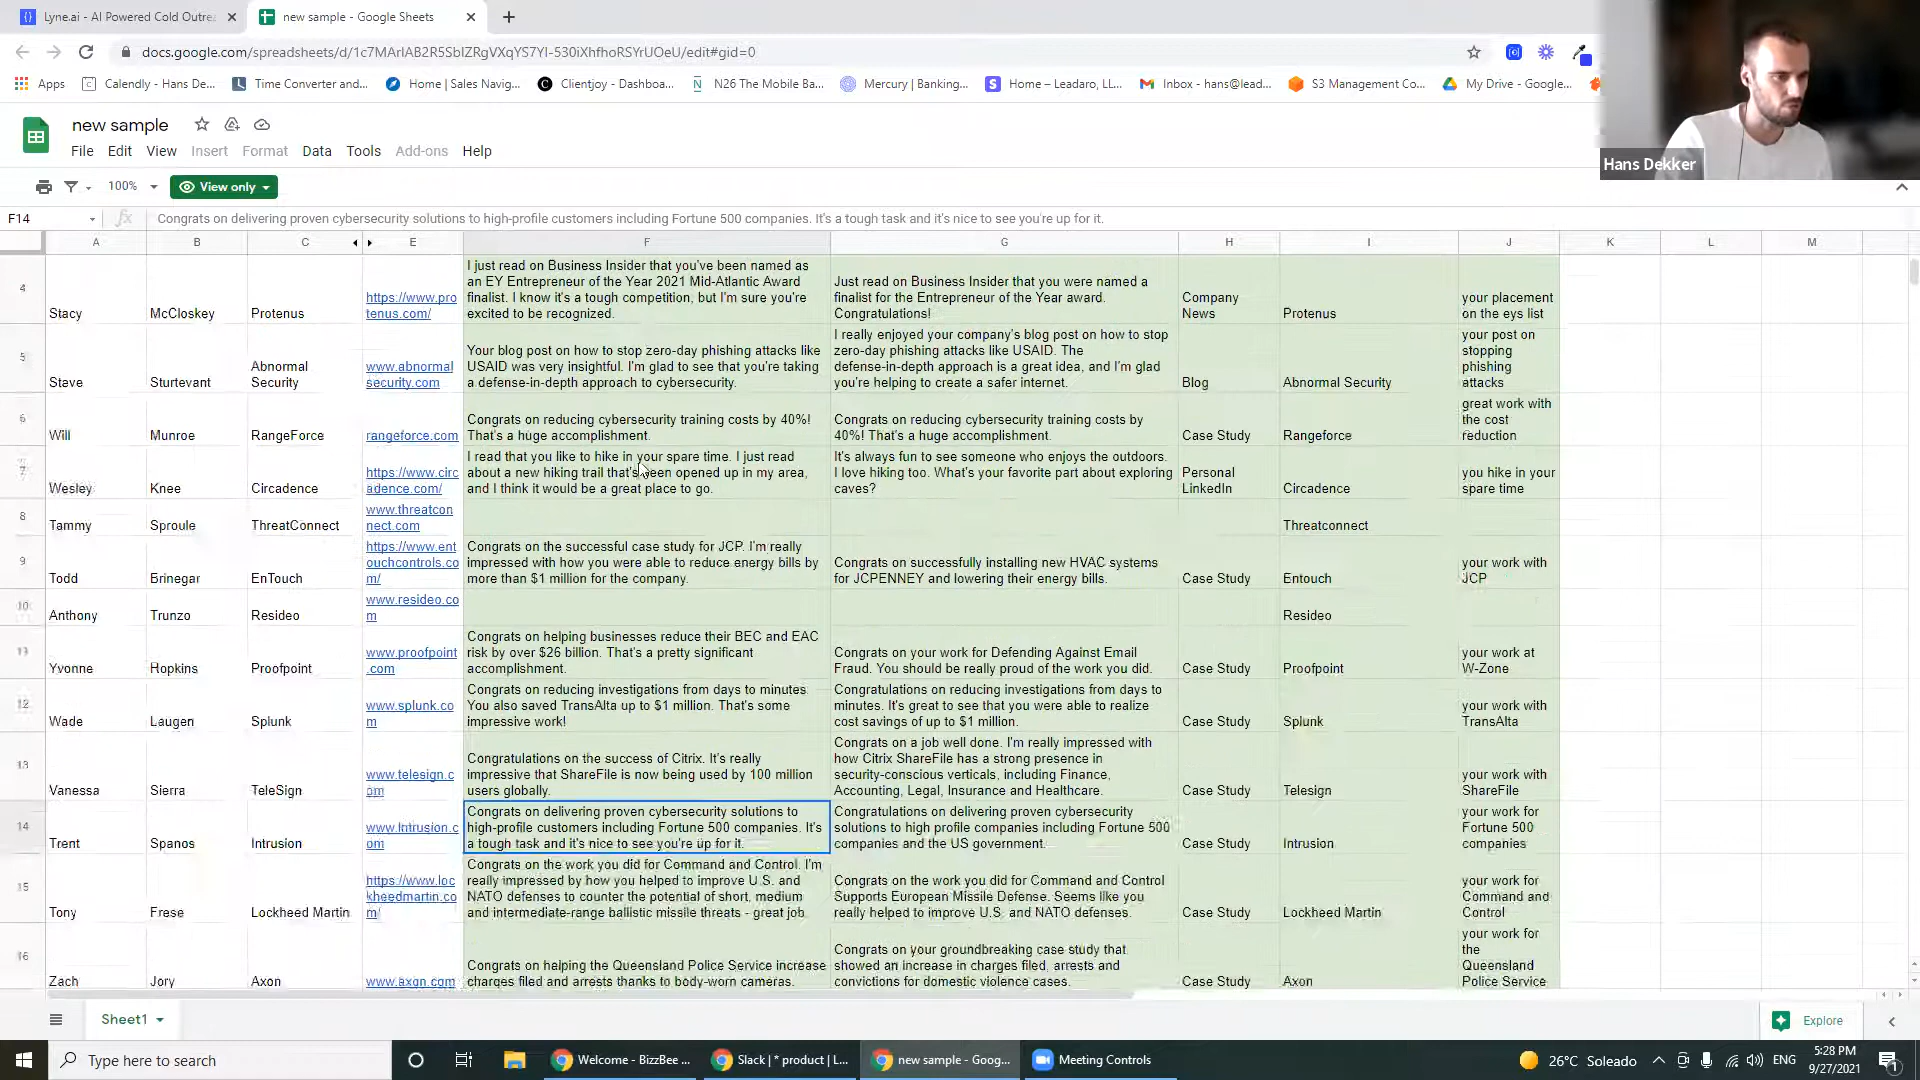 Lyne.ai - AI Powered Cold Outre
new sample - Google Sheets
docs.google.com/spreadsheets/d/1c7MArIAB2R5SbIZRgVXqYS7YI-530iXhfhoRSYrUOeU/edit#gid=0
Apps
Calendly - Hans De...
Time Converter and...
Home | Sales Navig...
Clientjoy - Dashboa...
N26 The Mobile Ba...
Mercury | Banking...
Home – Leadaro, LL...
Inbox - hans@lead...
S3 Management Co...
My Drive - Google...
Hans Dekker
new sample
File Edit View Insert Format Data Tools Add-ons Help
100%
View only
F14
fx
Congrats on delivering proven cybersecurity solutions to high-profile customers including Fortune 500 companies. It's a tough task and it's nice to see you're up for it.
A B C E F G H I J K L M
4
Stacy
McCloskey
Protenus
https://www.pro
tenus.com/
I just read on Business Insider that you've been named as
an EY Entrepreneur of the Year 2021 Mid-Atlantic Award
finalist. I know it's a tough competition, but I'm sure you're
excited to be recognized.
Just read on Business Insider that you were named a
finalist for the Entrepreneur of the Year award.
Congratulations!
Company
News
Protenus
your placement
on the eys list
5
Steve
Sturtevant
Abnormal
Security
www.abnormal
security.com
Your blog post on how to stop zero-day phishing attacks like
USAID was very insightful. I'm glad to see that you're taking
a defense-in-depth approach to cybersecurity.
I really enjoyed your company's blog post on how to stop
zero-day phishing attacks like USAID. The
defense-in-depth approach is a great idea, and I'm glad
you're helping to create a safer internet.
Blog
Abnormal Security
your post on
stopping
phishing
attacks
6
Will
Munroe
RangeForce
rangeforce.com
Congrats on reducing cybersecurity training costs by 40%!
That's a huge accomplishment.
Congrats on reducing cybersecurity training costs by
40%! That's a huge accomplishment.
Case Study
Rangeforce
great work with
the cost
reduction
7
Wesley
Knee
Circadence
https://www.circ
adence.com/
I read that you like to hike in your spare time. I just read
about a new hiking trail that's been opened up in my area,
and I think it would be a great place to go.
It's always fun to see someone who enjoys the outdoors.
I love hiking too. What's your favorite part about exploring
caves?
Personal
LinkedIn
Circadence
you hike in your
spare time
8
Tammy
Sproule
ThreatConnect
www.threatcon
nect.com
Threatconnect
9
Todd
Brinegar
EnTouch
https://www.ent
ouchcontrols.co
m/
Congrats on the successful case study for JCP. I'm really
impressed with how you were able to reduce energy bills by
more than $1 million for the company.
Congrats on successfully installing new HVAC systems
for JCPENNEY and lowering their energy bills.
Case Study
Entouch
your work with
JCP
10
Anthony
Trunzo
Resideo
www.resideo.co
m
Resideo
11
Yvonne
Hopkins
Proofpoint
www.proofpoint
.com
Congrats on helping businesses reduce their BEC and EAC
risk by over $26 billion. That's a pretty significant
accomplishment.
Congrats on your work for Defending Against Email
Fraud. You should be really proud of the work you did.
Case Study
Proofpoint
your work at
W-Zone
12
Wade
Laugen
Splunk
www.splunk.co
m
Congrats on reducing investigations from days to minutes
You also saved TransAlta up to $1 million. That's some
impressive work!
Congratulations on reducing investigations from days to
minutes. It's great to see that you were able to realize
cost savings of up to $1 million.
Case Study
Splunk
your work with
TransAlta
13
Vanessa
Sierra
TeleSign
www.telesign.c
om
Congratulations on the success of Citrix. It's really
impressive that ShareFile is now being used by 100 million
users globally.
Congrats on a job well done. I'm really impressed with
how Citrix ShareFile has a strong presence in
security-conscious verticals, including Finance,
Accounting, Legal, Insurance and Healthcare.
Case Study
Telesign
your work with
ShareFile
14
Trent
Spanos
Intrusion
www.Intrusion.c
om
Congrats on delivering proven cybersecurity solutions to
high-profile customers including Fortune 500 companies. It's
a tough task and it's nice to see you're up for it.
Congratulations on delivering proven cybersecurity
solutions to high profile companies including Fortune 500
companies and the US government.
Case Study
Intrusion
your work for
Fortune 500
companies
15
Tony
Frese
Lockheed Martin
https://www.loc
kheedmartin.co
m/
Congrats on the work you did for Command and Control. I'm
really impressed by how you helped to improve U.S. and
NATO defenses to counter the potential of short, medium
and intermediate-range ballistic missile threats - great job
Congrats on the work you did for Command and Control
Supports European Missile Defense. Seems like you
really helped to improve U.S. and NATO defenses.
Case Study
Lockheed Martin
your work for
Command and
Control
16
Zach
Jory
Axon
www.axon.com
Congrats on helping the Queensland Police Service increase
charges filed and arrests thanks to body-worn cameras.
Congrats on your groundbreaking case study that
showed an increase in charges filed, arrests and
convictions for domestic violence cases.
Case Study
Axon
your work for
the
Queensland
Police Service
Sheet1
Explore
Type here to search
Welcome - BizzBee ...
Slack | * product | L...
new sample - Goog...
Meeting Controls
26°C Soleado
ENG
5:28 PM
9/27/2021
1